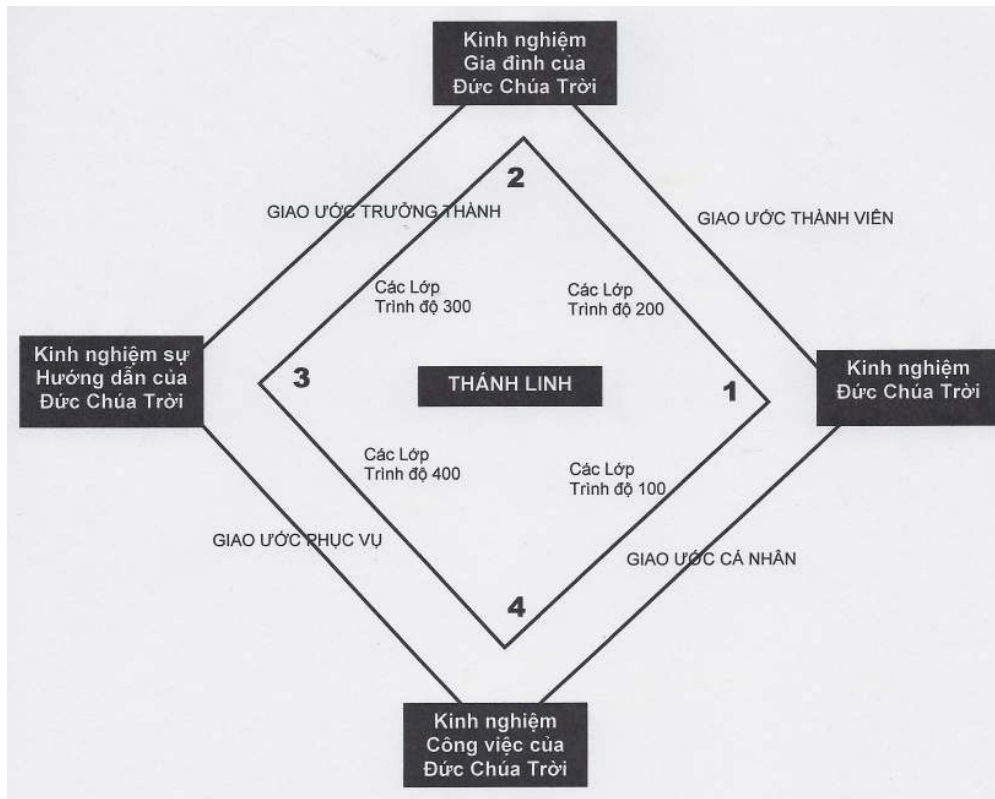 Kinh nghiệm
Gia đình của
Đức Chúa Trời
2
GIAO ƯỚC TRƯỞNG THÀNH
GIAO ƯỚC THÀNH VIÊN
Các Lớp
Trình độ 300
Các Lớp
Trình độ 200
Kinh nghiệm sự
Hướng dẫn của
Đức Chúa Trời
3
THÁNH LINH
1
Kinh nghiệm
Đức Chúa Trời
Các Lớp
Trình độ 400
Các Lớp
Trình độ 100
GIAO ƯỚC PHỤC VỤ
GIAO ƯỚC CÁ NHÂN
4
Kinh nghiệm
Công việc của
Đức Chúa Trời